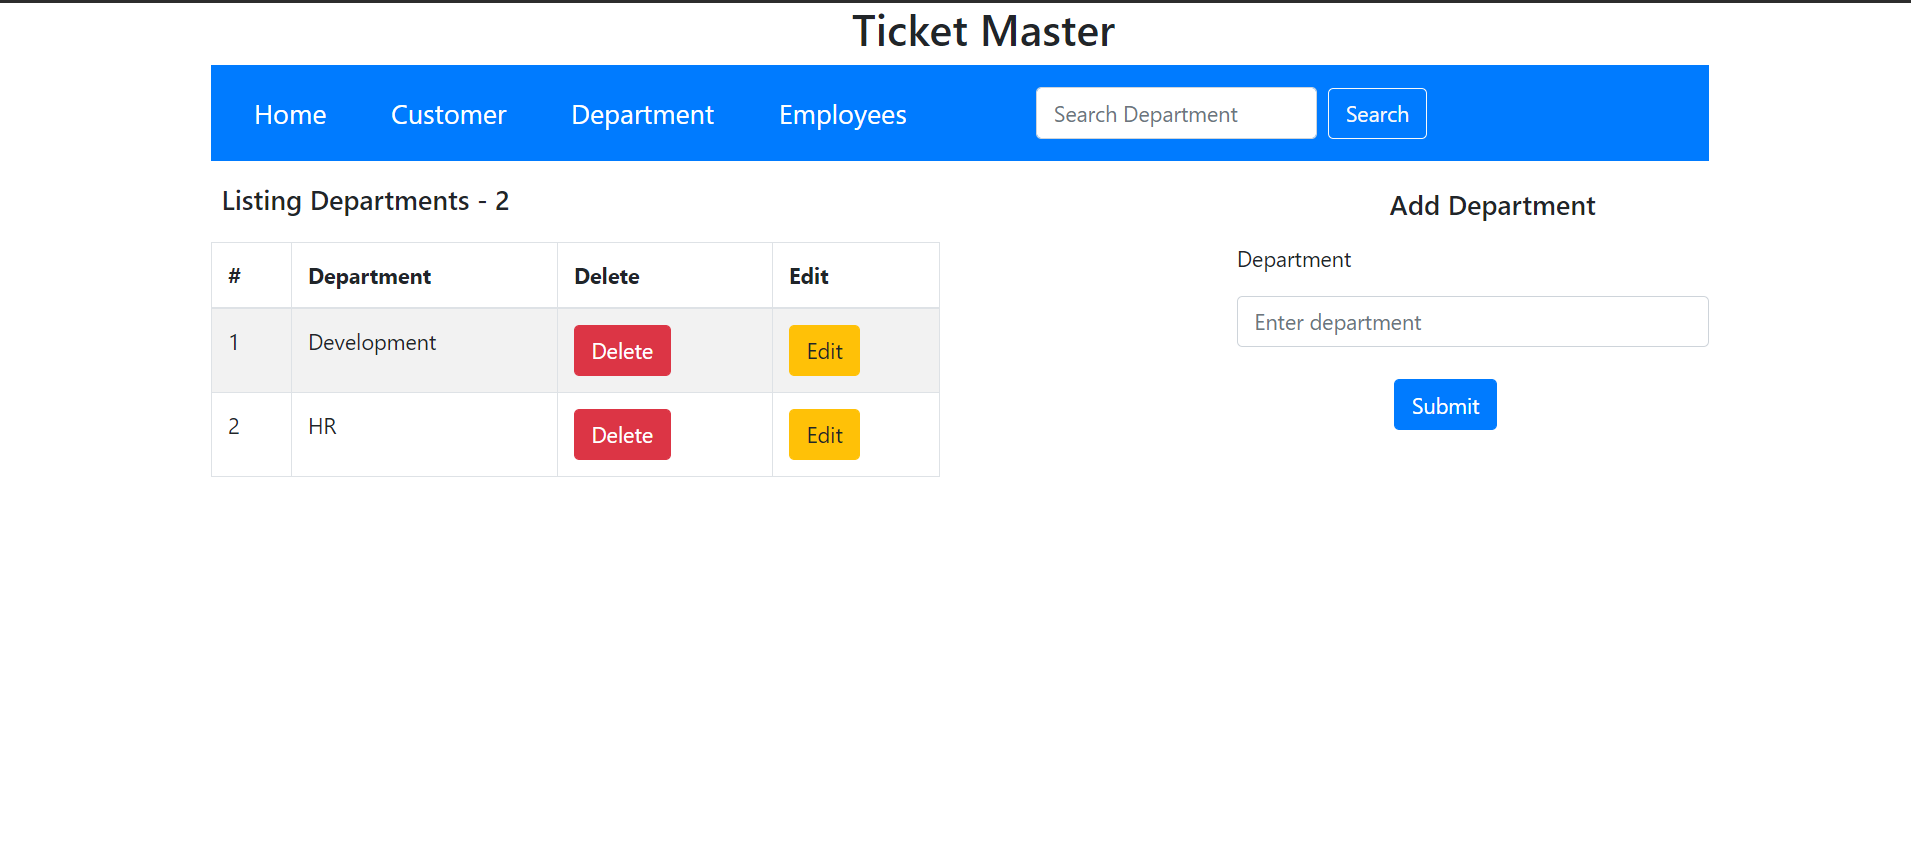 Ticket Master
Home Customer Department Employees Search Department Search
Listing Departments - 2
# Department Delete Edit
1 Development Delete Edit
2 HR Delete Edit
Add Department
Department
Enter department
Submit